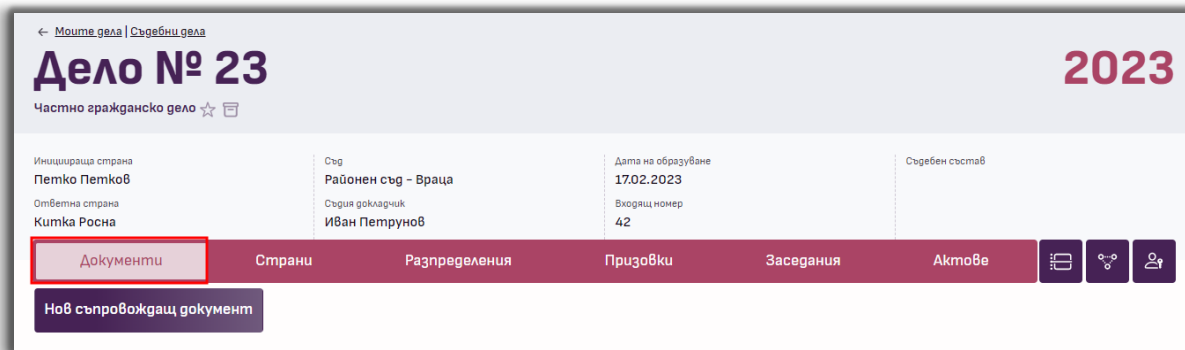 ← Моите дела | Съдебни дела
Дело № 23
2023
Частно гражданско дело
Иницииращa страна
Петко Петков
Ответна страна
Китка Росна
Съд
Районен съд - Враца
Съдия докладчик
Иван Петрунов
Дата на образуване
17.02.2023
Входящ номер
42
Съдебен състав
Документи Страни Разпределения Призовки Заседания Актове
Нов съпровождащ документ